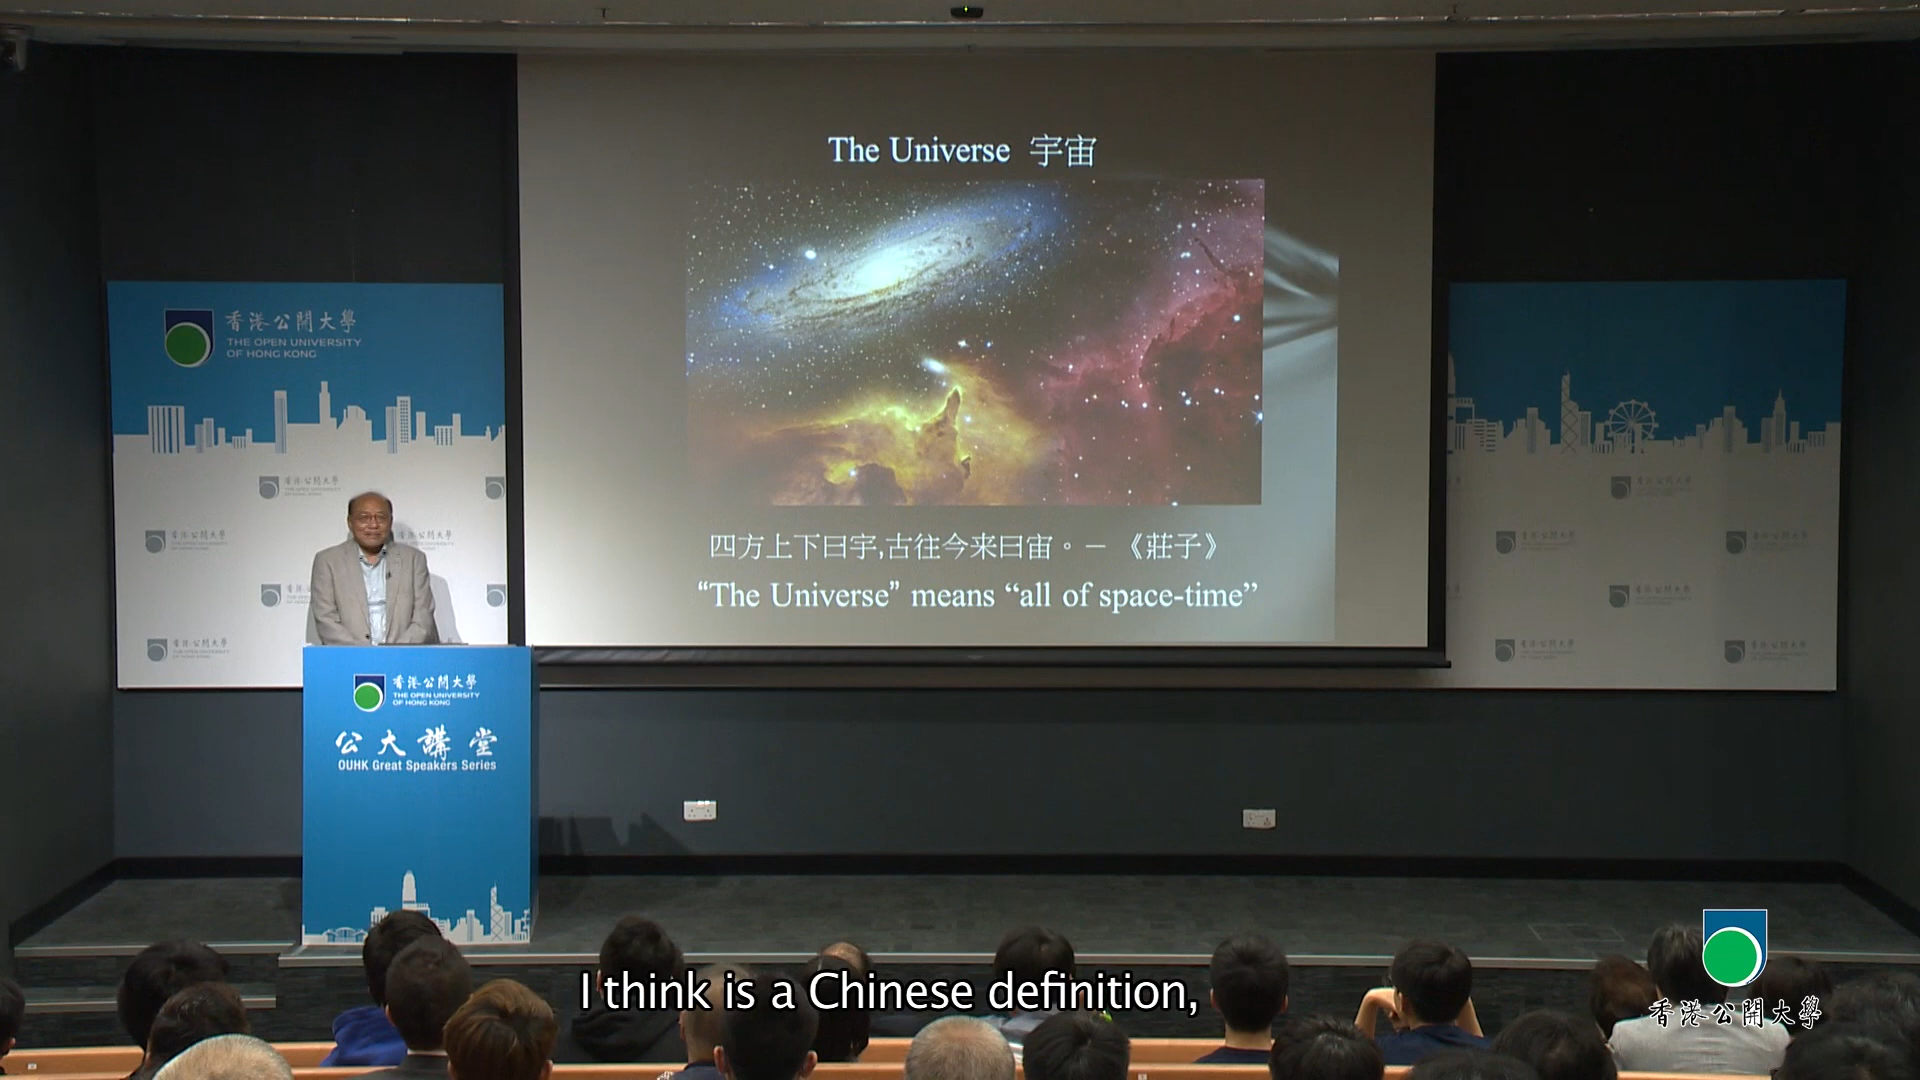 The Universe 宇宙
四方上下曰宇,古往今来曰宙。－《莊子》
“The Universe” means “all of space-time”
香港公開大學
THE OPEN UNIVERSITY
OF HONG KONG
香港公開大學
THE OPEN UNIVERSITY
OF HONG KONG
公大講堂
OUHK Great Speakers Series
I think is a Chinese definition,
香港公開大學